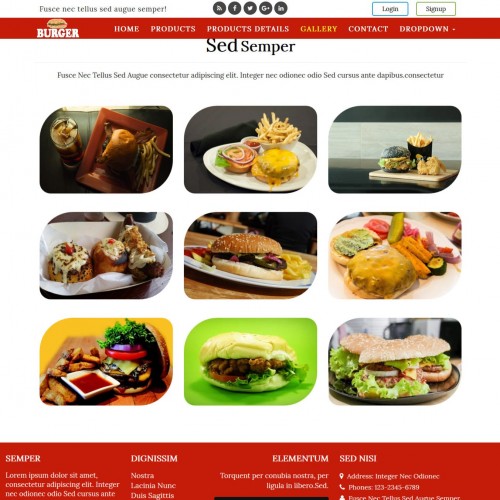 Fusce nec tellus sed augue semper!
Login
Signup
BURGER
HOME PRODUCTS PRODUCTS DETAILS GALLERY CONTACT DROPDOWN
Sed Semper
Fusce Nec Tellus Sed Augue consectetur adipiscing elit. Integer nec odionec odio Sed cursus ante dapibus.consectetur
SEMPER
Lorem ipsum dolor sit amet,
consectetur adipiscing elit. Integer
nec odionec odio Sed cursus ante
DIGNISSIM
Nostra
Lacinia Nunc
Duis Sagittis
ELEMENTUM
Torquent per conubia nostra, per
ligula in libero.Sed.
SED NISI
Address: Integer Nec Odionec
Phone: 123-2345-6789
Fusce Nec Tellus Sed Augue Semper